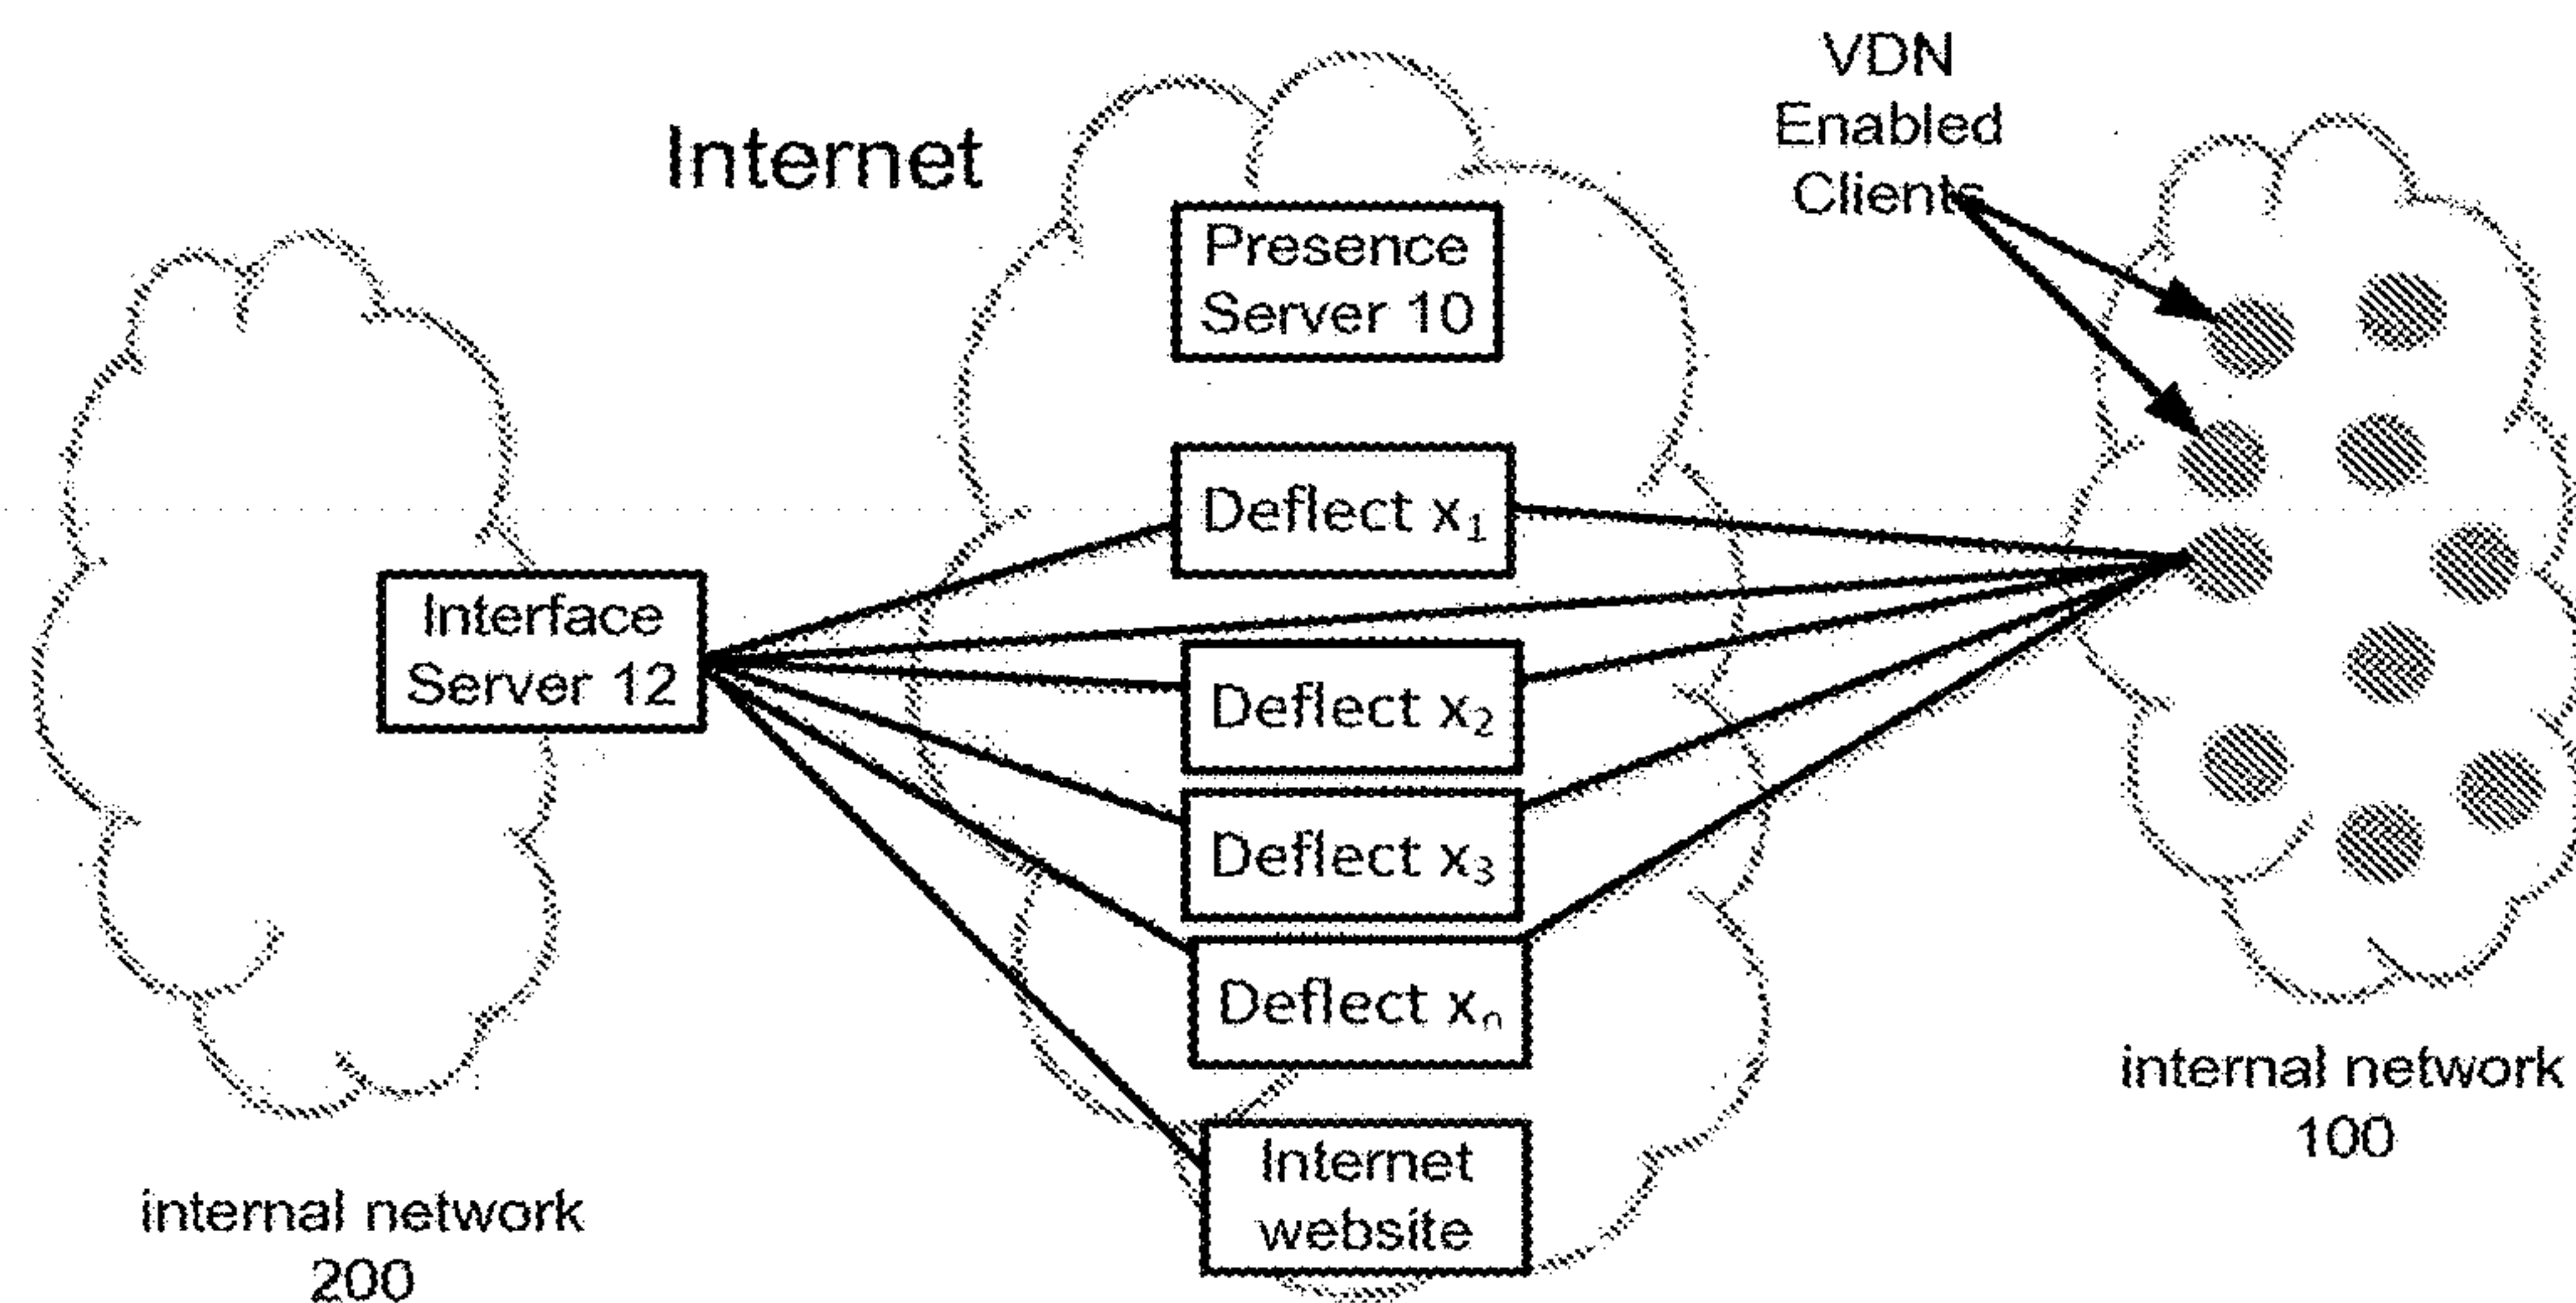 VDN
Enabled
Clients
Internet
Presence
Server 10
Deflect x₁
Interface
Server 12
Deflect x₂
Deflect x₃
Deflect xₙ
Internet
website
internal network
100
internal network
200